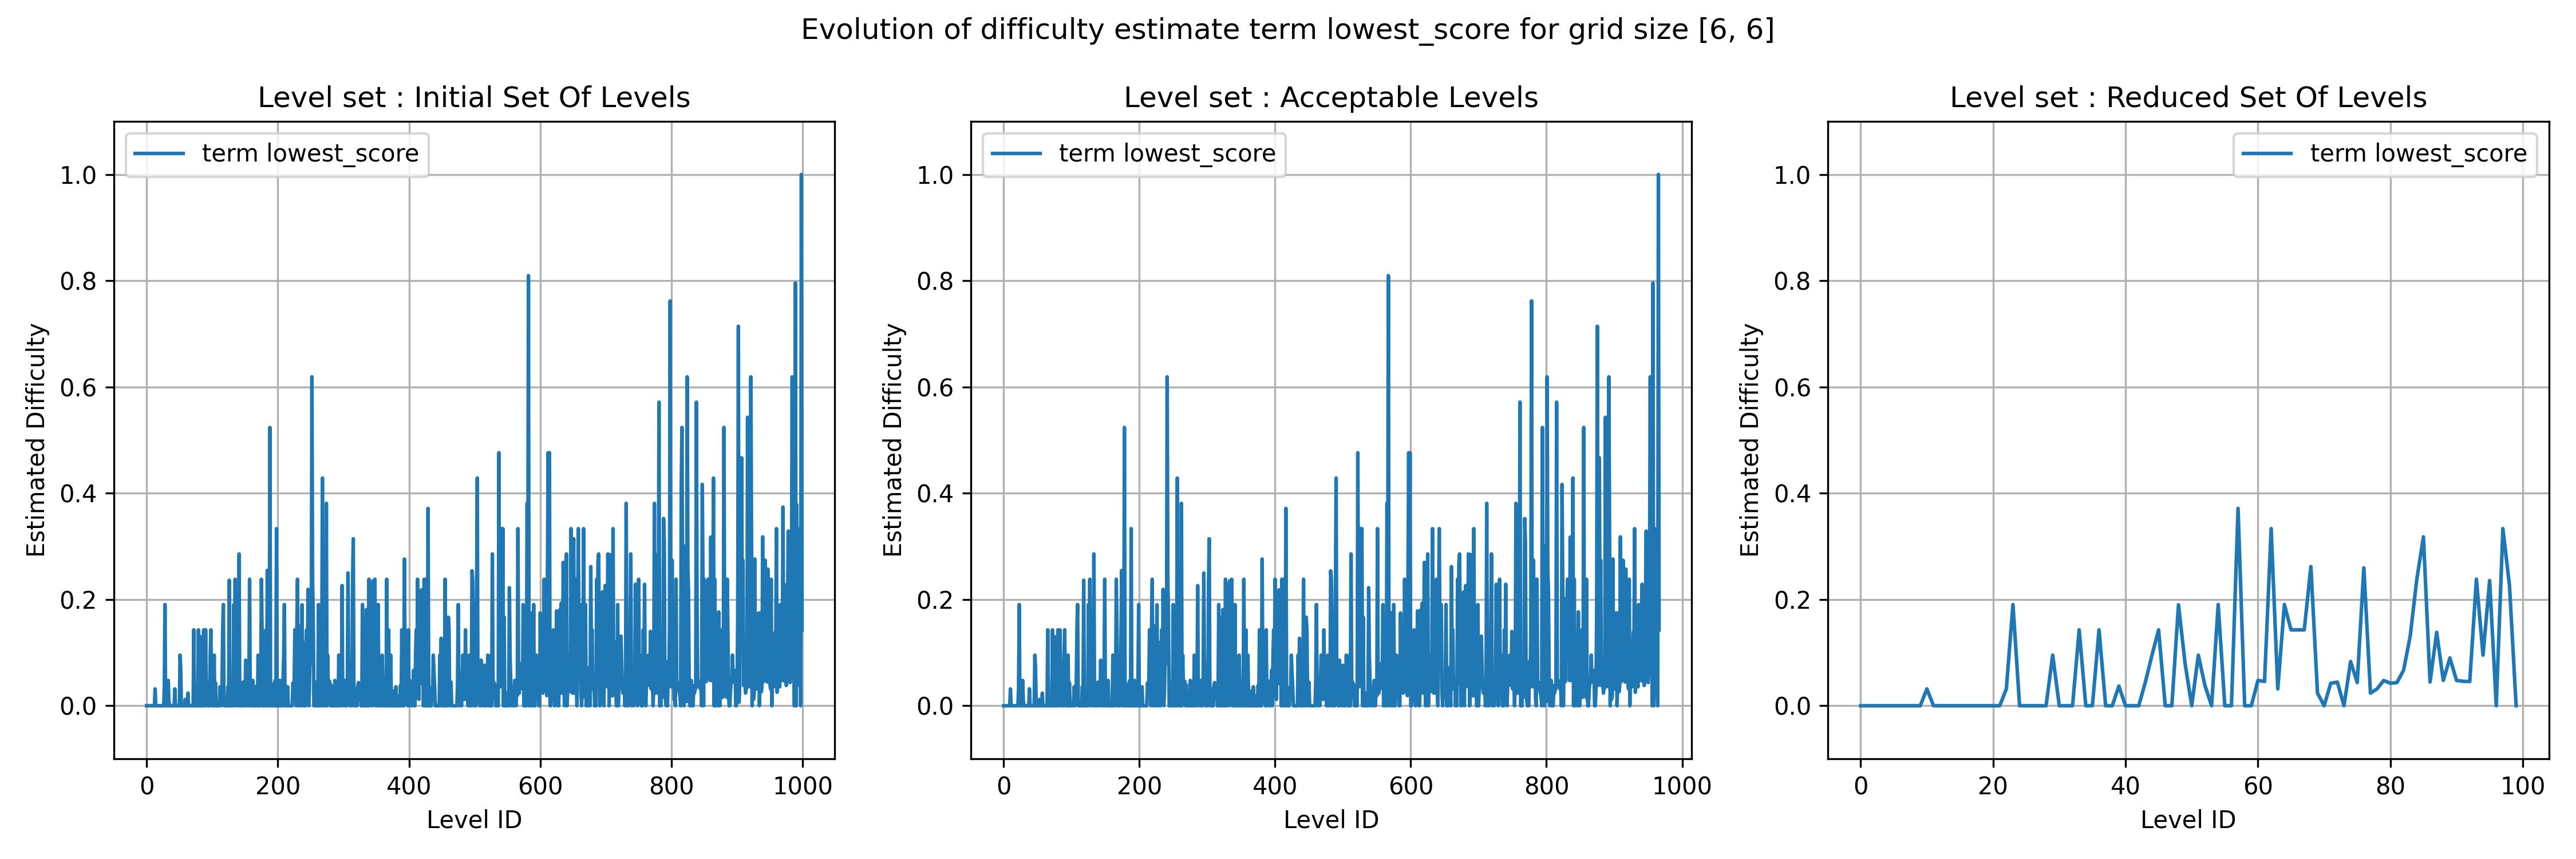 Evolution of difficulty estimate term lowest_score for grid size [6, 6]
Level set : Initial Set Of Levels
term lowest_score
1.0
0.8
0.6
0.4
0.2
0.0
Estimated Difficulty
0 200 400 600 800 1000
Level ID
Level set : Acceptable Levels
term lowest_score
1.0
0.8
0.6
0.4
0.2
0.0
Estimated Difficulty
0 200 400 600 800 1000
Level ID
Level set : Reduced Set Of Levels
term lowest_score
1.0
0.8
0.6
0.4
0.2
0.0
Estimated Difficulty
0 20 40 60 80 100
Level ID